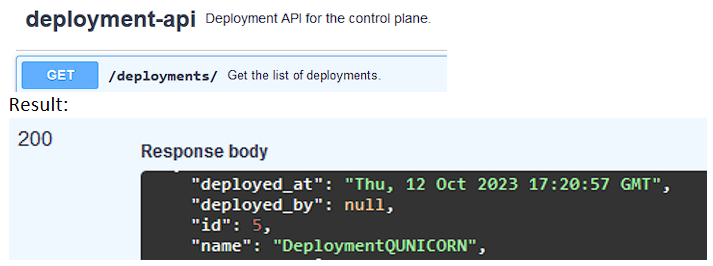 deployment-api Deployment API for the control plane.
GET /deployments/ Get the list of deployments.
Result:
200
Response body
"deployed_at": "Thu, 12 Oct 2023 17:20:57 GMT",
"deployed_by": null,
"id": 5,
"name": "DeploymentQUNICORN",